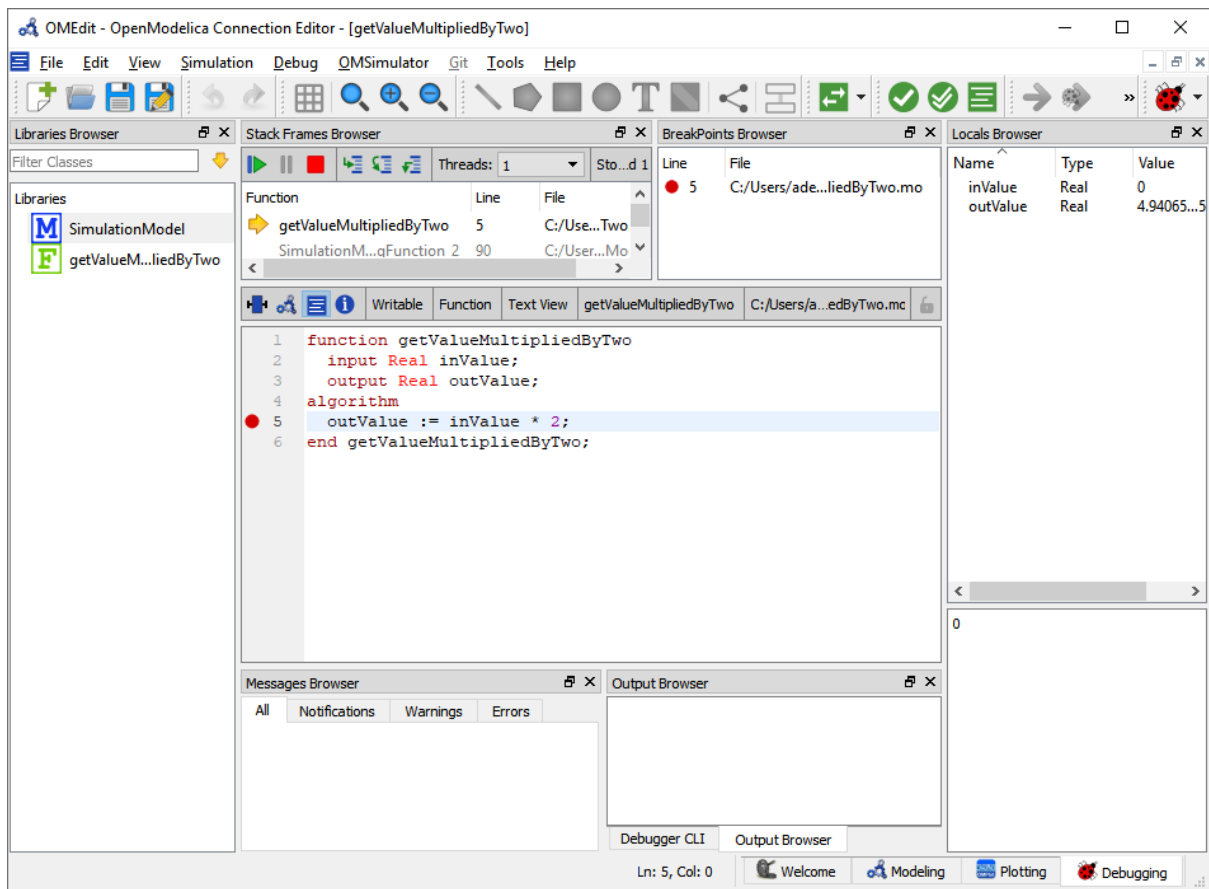 OMEdit - OpenModelica Connection Editor - [getValueMultipliedByTwo]
File Edit View Simulation Debug OMSimulator Git Tools Help
Libraries Browser
Filter Classes
Libraries
SimulationModel
getValueM...liedByTwo
Stack Frames Browser
Threads: 1 Sto...d 1
Function Line File
getValueMultipliedByTwo 5 C:/Use...Two
SimulationM...gFunction_2 90 C:/User...Mo
BreakPoints Browser
Line File
5 C:/Users/ade...liedByTwo.mo
Locals Browser
Name Type Value
inValue Real 0
outValue Real 4.94065...5
0
Writable Function Text View getValueMultipliedByTwo C:/Users/a...edByTwo.mo
1 function getValueMultipliedByTwo
2 input Real inValue;
3 output Real outValue;
4 algorithm
5 outValue := inValue * 2;
6 end getValueMultipliedByTwo;
Messages Browser
All Notifications Warnings Errors
Output Browser
Debugger CLI Output Browser
Ln: 5, Col: 0 Welcome Modeling Plotting Debugging